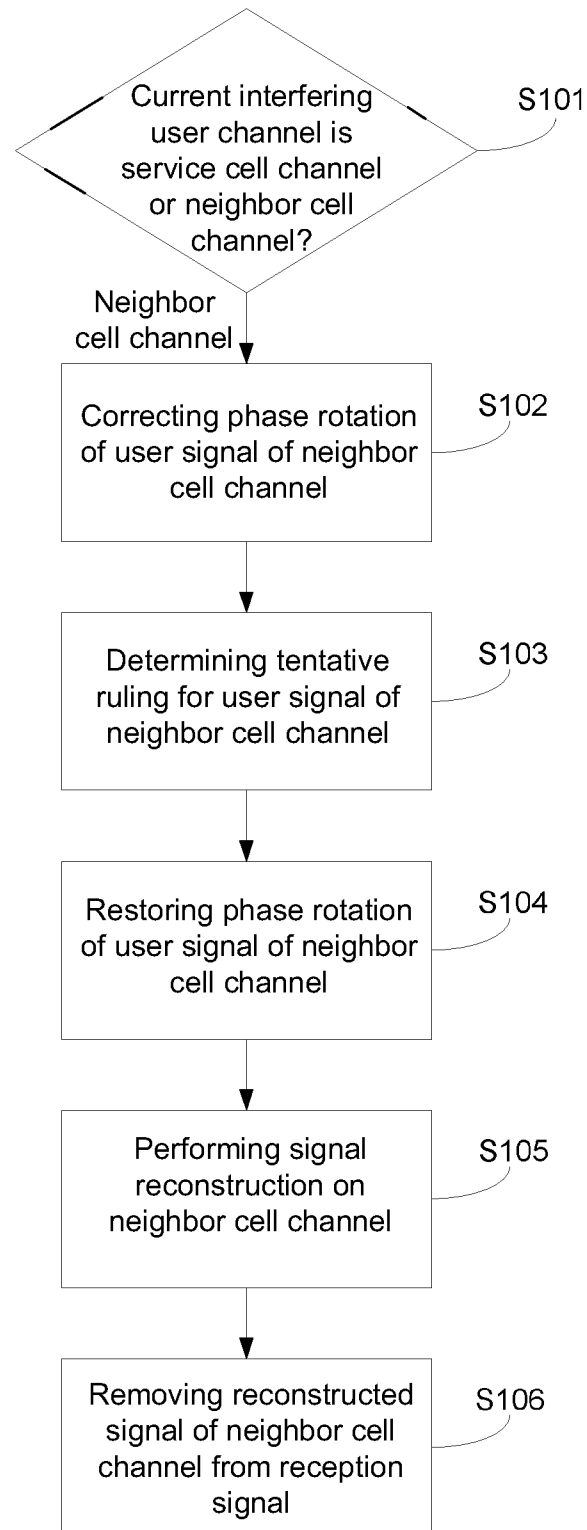 Current interfering
user channel is
service cell channel
or neighbor cell
channel?
S101
Neighbor
cell channel
Correcting phase rotation
of user signal of neighbor
cell channel
S102
Determining tentative
ruling for user signal of
neighbor cell channel
S103
Restoring phase rotation
of user signal of neighbor
cell channel
S104
Performing signal
reconstruction on
neighbor cell channel
S105
Removing reconstructed
signal of neighbor cell
channel from reception
signal
S106